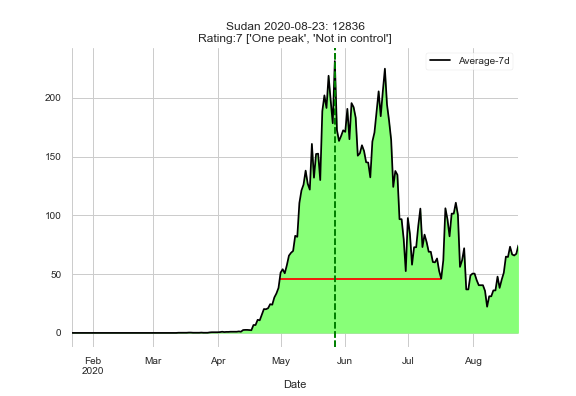 Sudan 2020-08-23: 12836
Rating:7 ['One peak', 'Not in control']
Average-7d
200
150
100
50
0
Feb Mar Apr May Jun Jul Aug
2020
Date